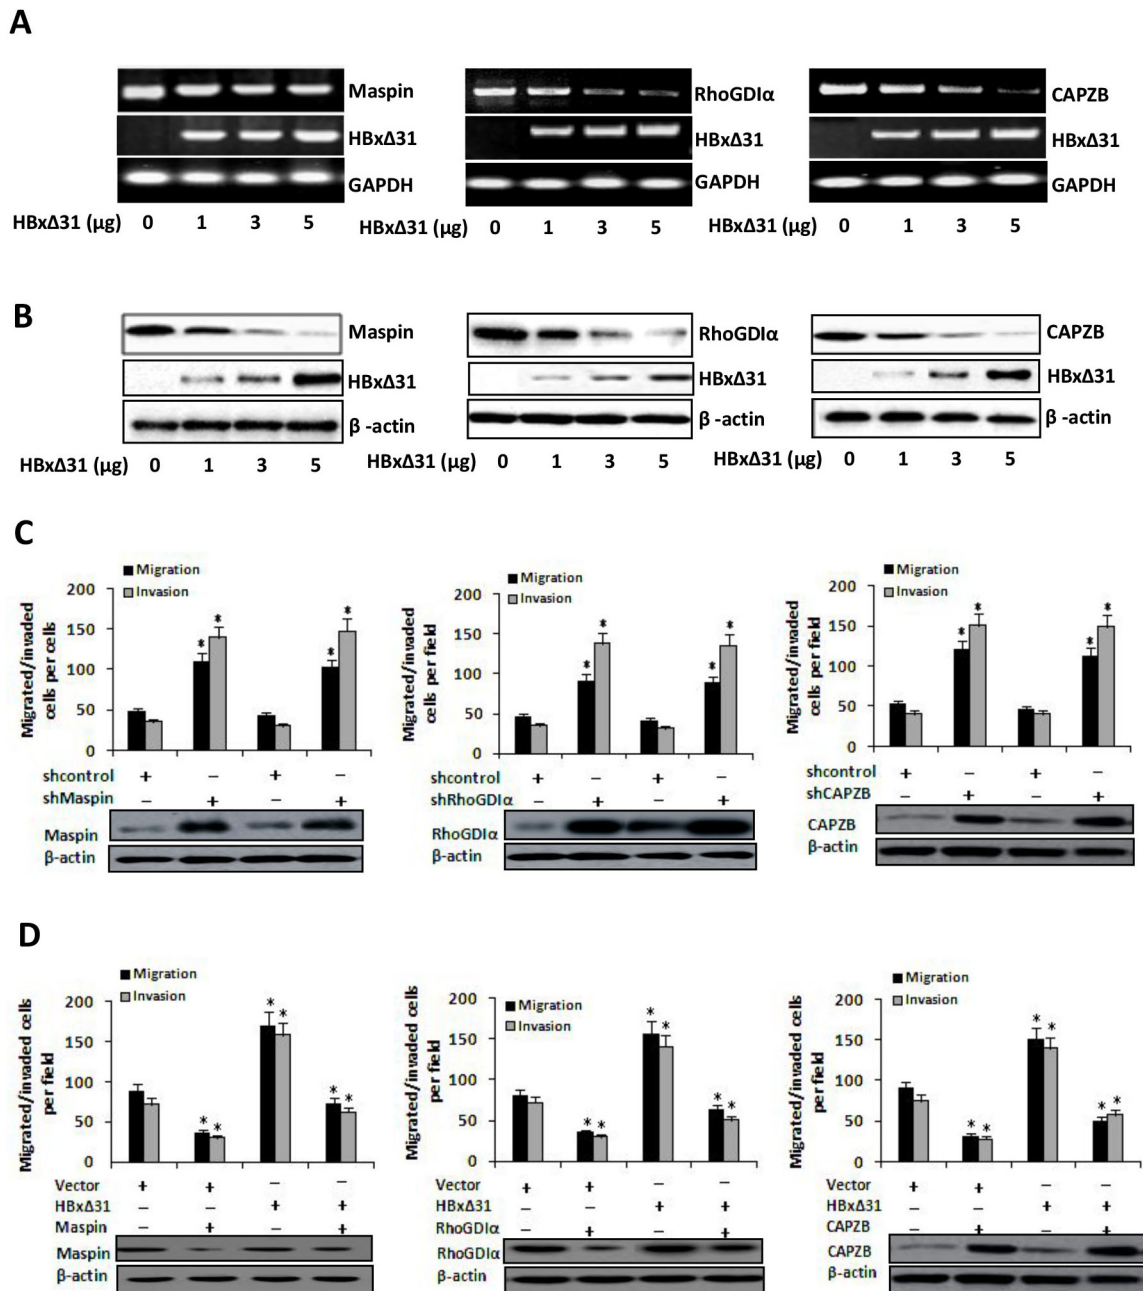 A
Maspin
HBxΔ31
GAPDH
HBxΔ31 (μg) 0 1 3 5
RhoGDIα
HBxΔ31
GAPDH
HBxΔ31 (μg) 0 1 3 5
CAPZB
HBxΔ31
GAPDH
HBxΔ31 (μg) 0 1 3 5
B
Maspin
HBxΔ31
β -actin
HBxΔ31 (μg) 0 1 3 5
RhoGDIα
HBxΔ31
β -actin
HBxΔ31 (μg) 0 1 3 5
CAPZB
HBxΔ31
β -actin
HBxΔ31 (μg) 0 1 3 5
C
Migration
Invasion
Migrated/invaded
cells per cells
200
150
100
50
0
* * * *
shcontrol + – + –
shMaspin – + – +
Maspin
β-actin
Migration
Invasion
Migrated/invaded
cells per field
200
150
100
50
0
* * * *
shcontrol + – + –
shRhoGDIα – + – +
RhoGDIα
β-actin
Migration
Invasion
Migrated/invaded
cells per field
200
150
100
50
0
* * * *
shcontrol + – + –
shCAPZB – + – +
CAPZB
β-actin
D
Migration
Invasion
Migrated/invaded cells
per field
200
150
100
50
0
* * * * * *
Vector + + – –
HBxΔ31 – – + +
Maspin – + – +
Maspin
β-actin
Migration
Invasion
Migrated/invaded cells
per field
200
150
100
50
0
* * * * * *
Vector + + – –
HBxΔ31 – – + +
RhoGDIα – + – +
RhoGDIα
β-actin
Migration
Invasion
Migrated/invaded cells
per field
200
150
100
50
0
* * * * * *
Vector + + – –
HBxΔ31 – – + +
CAPZB – + – +
CAPZB
β-actin